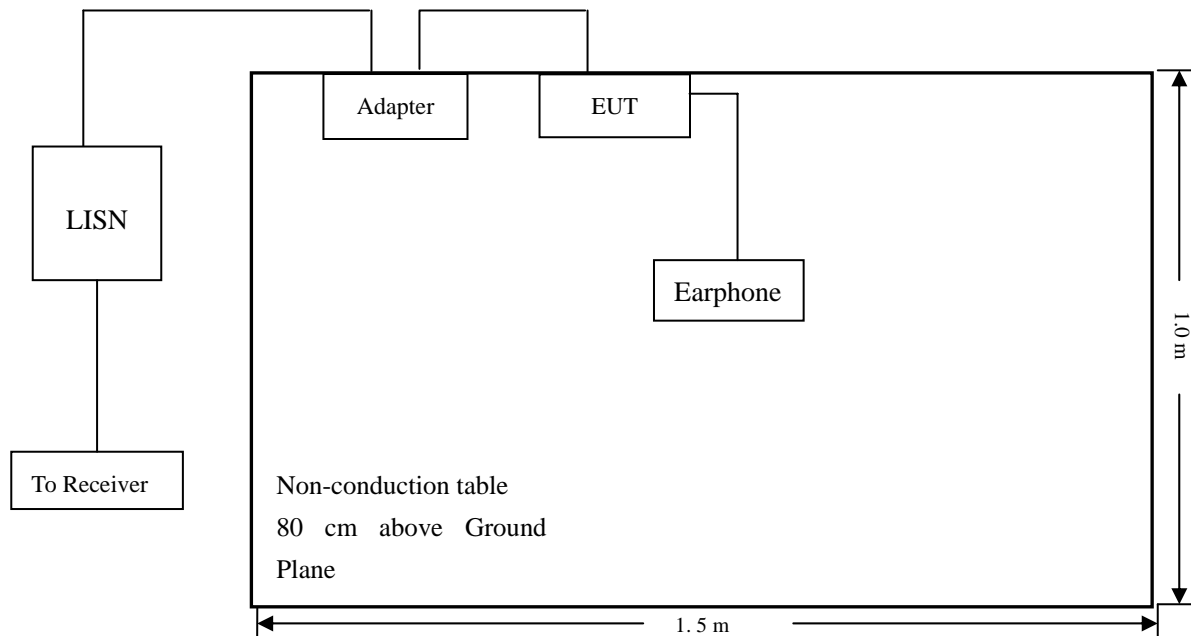 Adapter
EUT
LISN
Earphone
To Receiver
Non-conduction table
80 cm above Ground
Plane
1.0 m
1. 5 m